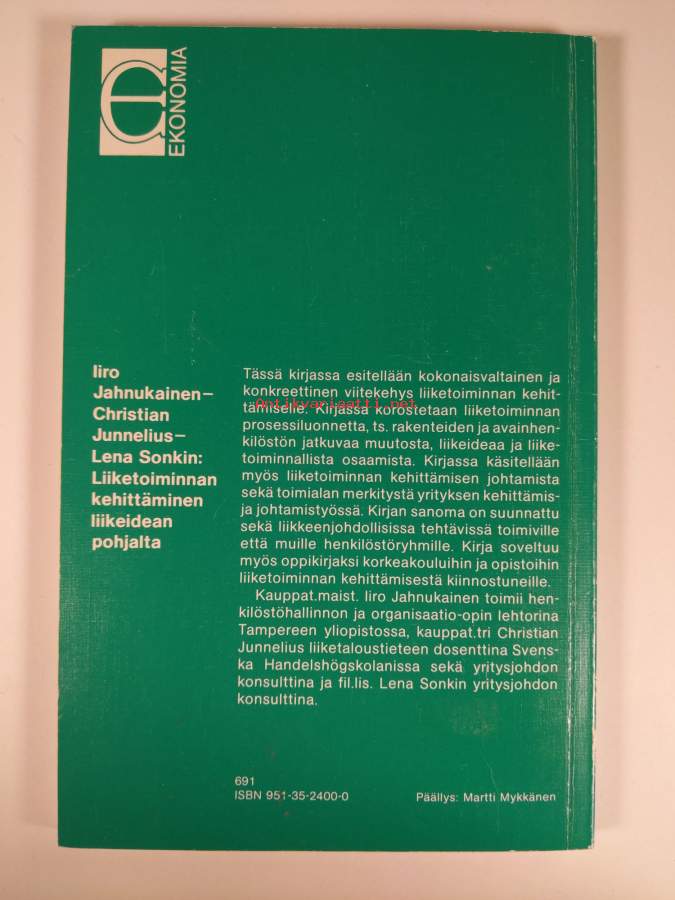 EKONOMIA
Iiro
Jahnukainen–
Christian
Junnelius–
Lena Sonkin:
Liiketoiminnan
kehittäminen
liikeidean
pohjalta
Tässä kirjassa esitellään kokonaisvaltainen ja
konkreettinen viitekehys liiketoiminnan kehit-
tämiselle. Kirjassa korostetaan liiketoiminnan
prosessiluonnetta, ts. rakenteiden ja avainhen-
kilöstön jatkuvaa muutosta, liikeideaa ja liike-
toiminnallista osaamista. Kirjassa käsitellään
myös liiketoiminnan kehittämisen johtamista
sekä toimialan merkitystä yrityksen kehittämis-
ja johtamistyössä. Kirjan sanoma on suunnattu
sekä liikkeenjohdollisissa tehtävissä toimiville
että muille henkilöstöryhmille. Kirja soveltuu
myös oppikirjaksi korkeakouluihin ja opistoihin
liiketoiminnan kehittämisestä kiinnostuneille.
Kauppat.maist. Iiro Jahnukainen toimii hen-
kilöstöhallinnon ja organisaatio-opin lehtorina
Tampereen yliopistossa, kauppat.tri Christian
Junnelius liiketaloustieteen dosenttina Svens-
ka Handelshögskolanissa sekä yritysjohdon
konsulttina ja fil.lis. Lena Sonkin yritysjohdon
konsulttina.
Antikvariaatti.net
691
ISBN 951-35-2400-0
Päällys: Martti Mykkänen